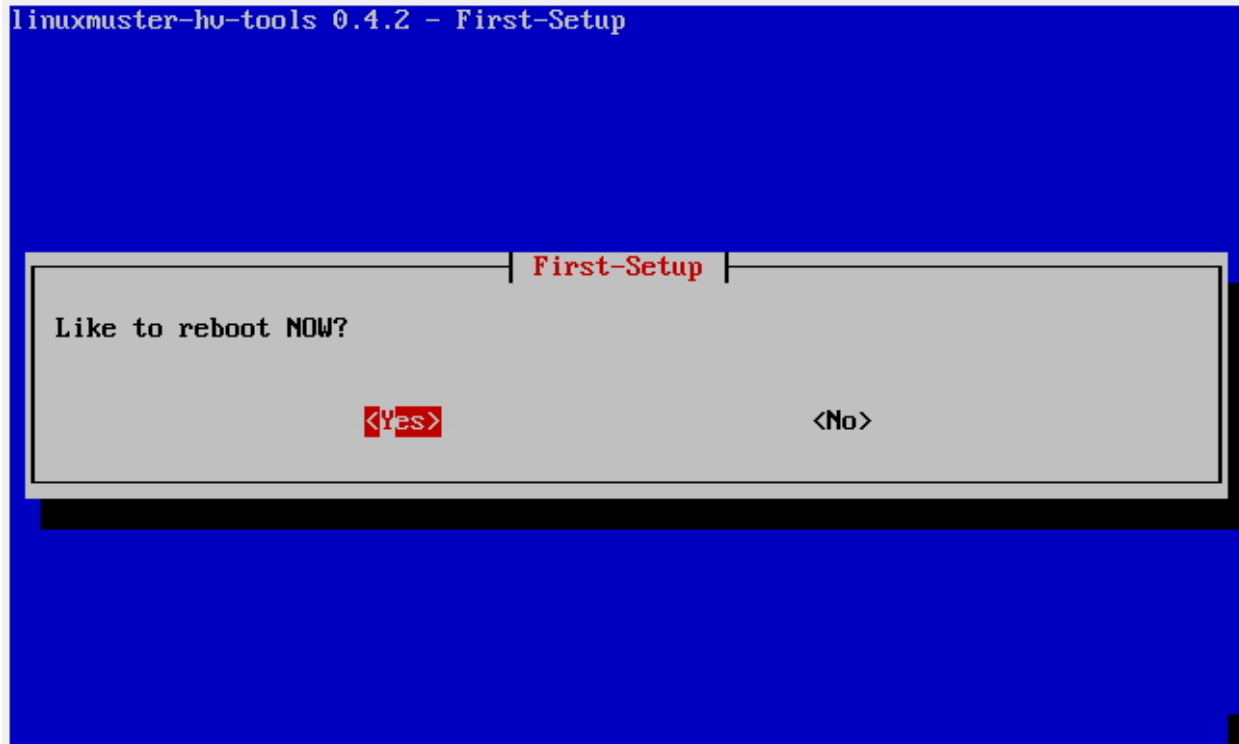 linuxmuster-hv-tools 0.4.2 - First-Setup
First-Setup
Like to reboot NOW?
<Yes> <No>